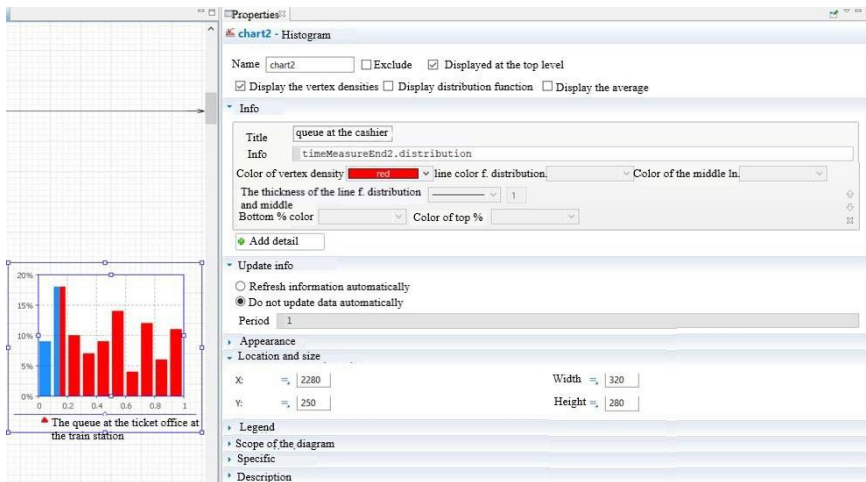 Properties
chart2 - Histogram
Name chart2 Exclude Displayed at the top level
Display the vertex densities Display distribution function Display the average
Info
Title queue at the cashier
Info timeMeasureEnd2.distribution
Color of vertex density red line color f. distribution. Color of the middle ln.
The thickness of the line f. distribution 1
and middle
Bottom % color Color of top %
Add detail
Update info
Refresh information automatically
Do not update data automatically
Period 1
Appearance
Location and size
X: 2280 Width 320
Y: 250 Height 280
Legend
Scope of the diagram
Specific
Description
20%
15%
10%
5%
0%
0 0.2 0.4 0.6 0.8 1
The queue at the ticket office at
the train station